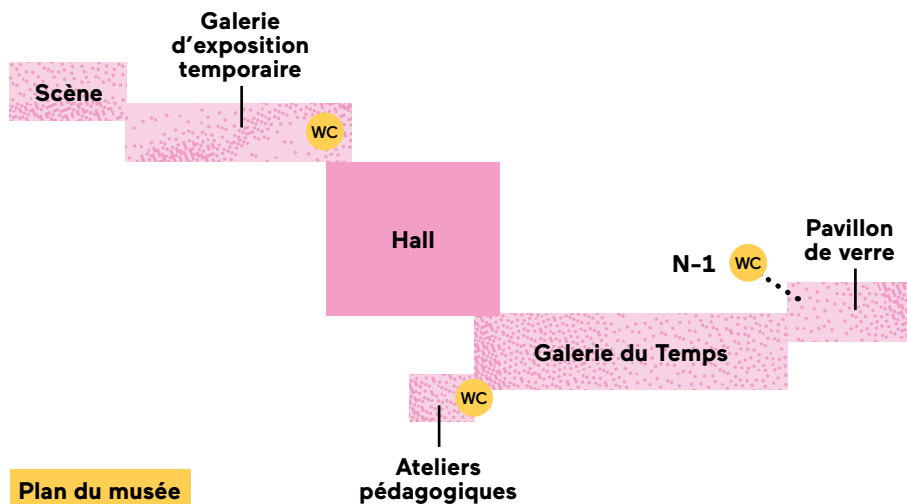 Galerie
d'exposition
temporaire
Scène
WC
Hall
Pavillon
de verre
N-1
WC
Galerie du Temps
WC
Ateliers
pédagogiques
Plan du musée